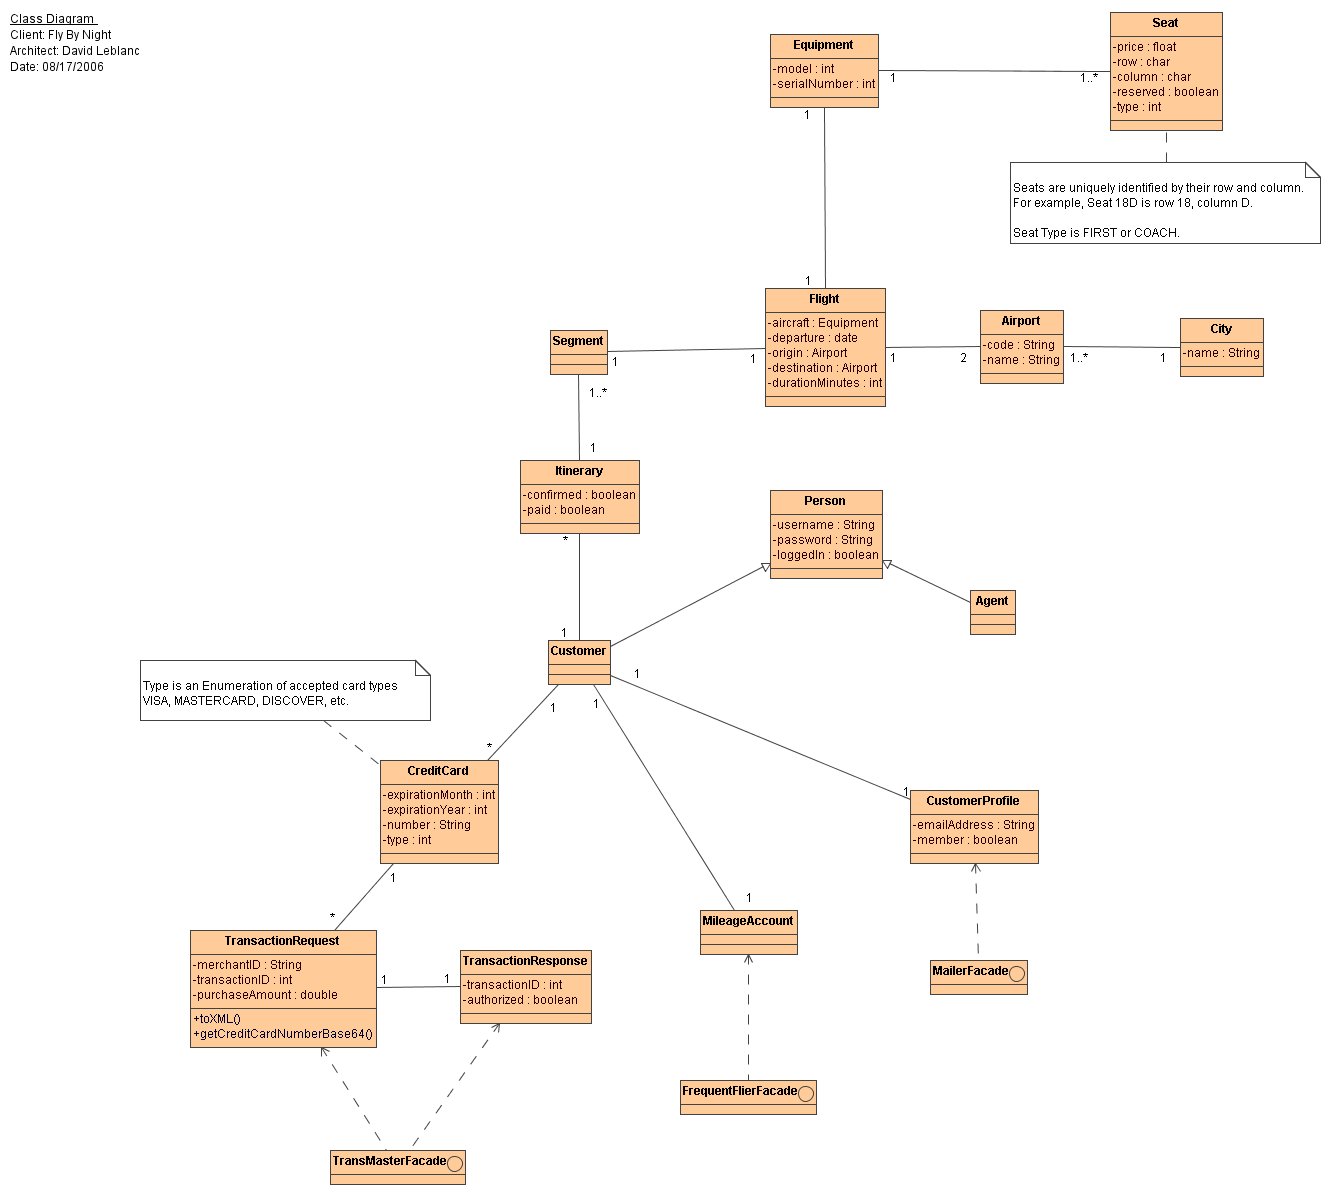 Class Diagram
Client: Fly By Night
Architect: David Leblanc
Date: 08/17/2006
Equipment
-model : int
-serialNumber : int
1
1..*
Seat
-price : float
-row : char
-column : char
-reserved : boolean
-type : int
Seats are uniquely identified by their row and column.
For example, Seat 18D is row 18, column D.
Seat Type is FIRST or COACH.
1
1
Flight
-aircraft : Equipment
-departure : date
-origin : Airport
-destination : Airport
-durationMinutes : int
Segment
1
1
1
2
Airport
-code : String
-name : String
1..*
1
City
-name : String
1..*
1
Itinerary
-confirmed : boolean
-paid : boolean
*
1
Person
-username : String
-password : String
-loggedIn : boolean
Agent
Customer
1
1
1
Type is an Enumeration of accepted card types
VISA, MASTERCARD, DISCOVER, etc.
*
CreditCard
-expirationMonth : int
-expirationYear : int
-number : String
-type : int
1
CustomerProfile
-emailAddress : String
-member : boolean
1
*
1
MileageAccount
TransactionRequest
-merchantID : String
-transactionID : int
-purchaseAmount : double
+toXML()
+getCreditCardNumberBase64()
1
1
TransactionResponse
-transactionID : int
-authorized : boolean
MailerFacade
FrequentFlierFacade
TransMasterFacade